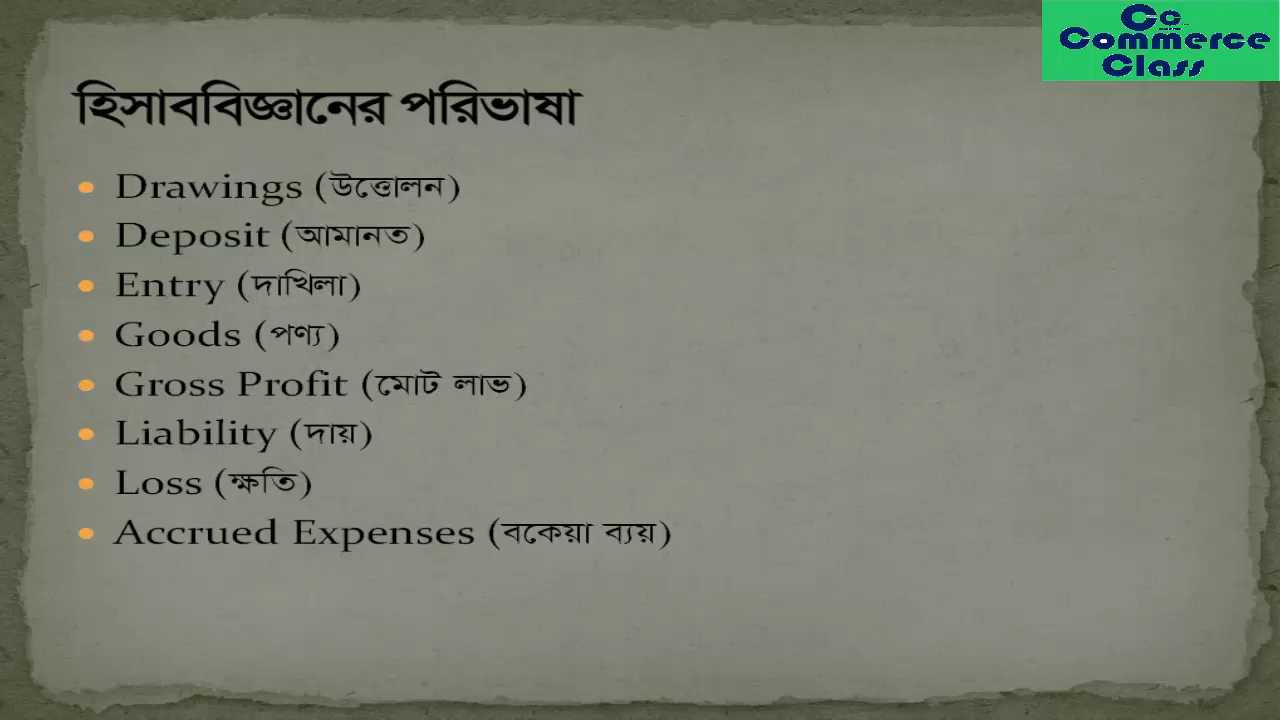 Cc
Commerce
Class
হিসাববিজ্ঞানের পরিভাষা
• Drawings (উত্তোলন)
• Deposit (আমানত)
• Entry (দাখিলা)
• Goods (পণ্য)
• Gross Profit (মোট লাভ)
• Liability (দায়)
• Loss (ক্ষতি)
• Accrued Expenses (বকেয়া ব্যয়)